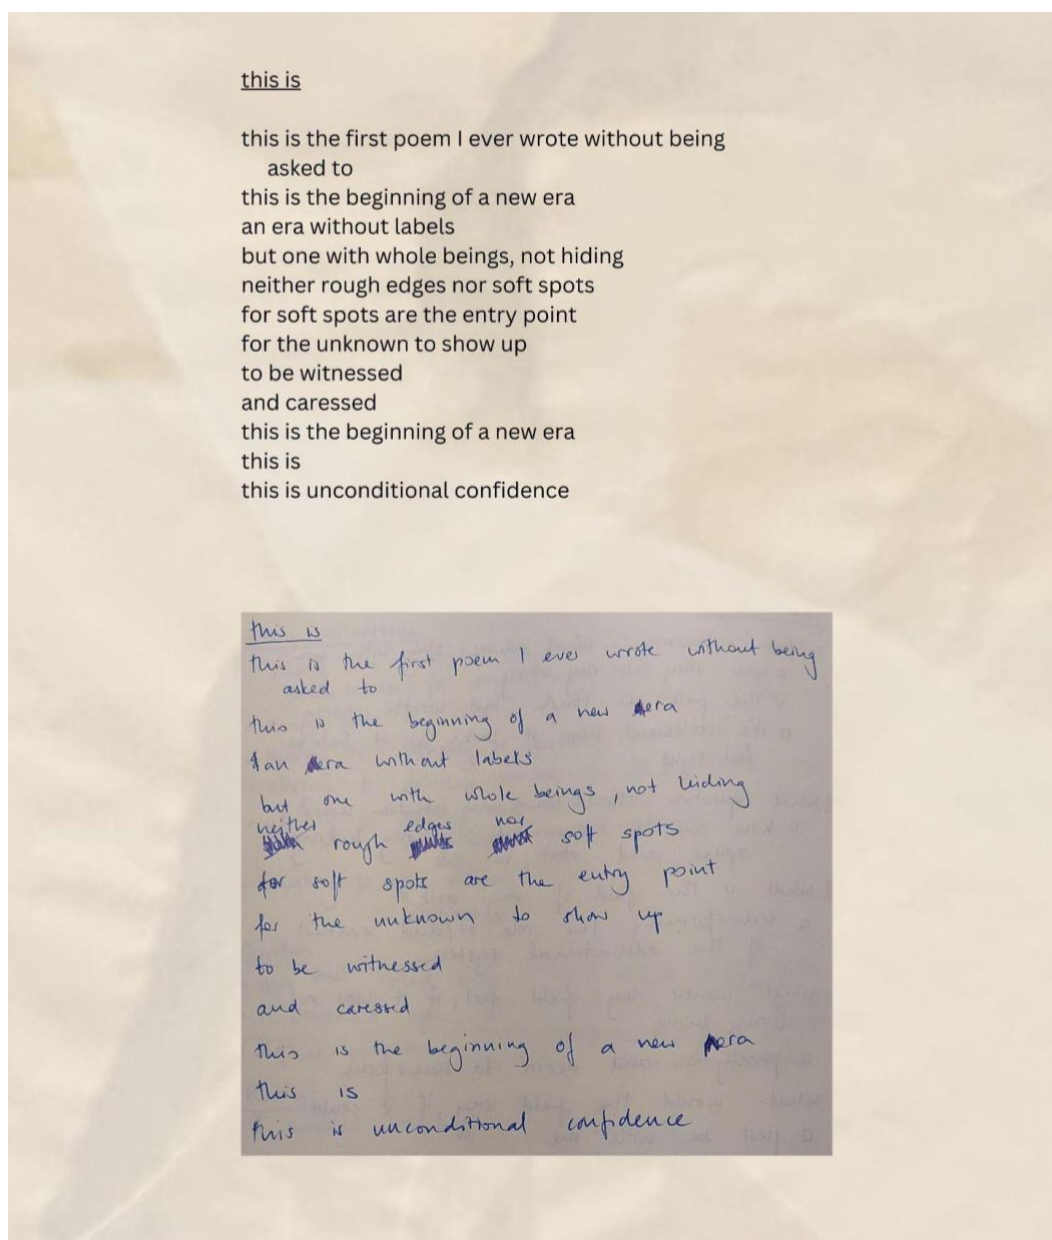 this is
this is the first poem I ever wrote without being
asked to
this is the beginning of a new era
an era without labels
but one with whole beings, not hiding
neither rough edges nor soft spots
for soft spots are the entry point
for the unknown to show up
to be witnessed
and caressed
this is the beginning of a new era
this is
this is unconditional confidence
this is
this is the first poem I ever wrote without being
asked to
this is the beginning of a new era
an era without labels
but one with whole beings, not hiding
neither rough edges nor soft spots
for soft spots are the entry point
for the unknown to show up
to be witnessed
and caressed
this is the beginning of a new era
this is
this is unconditional confidence